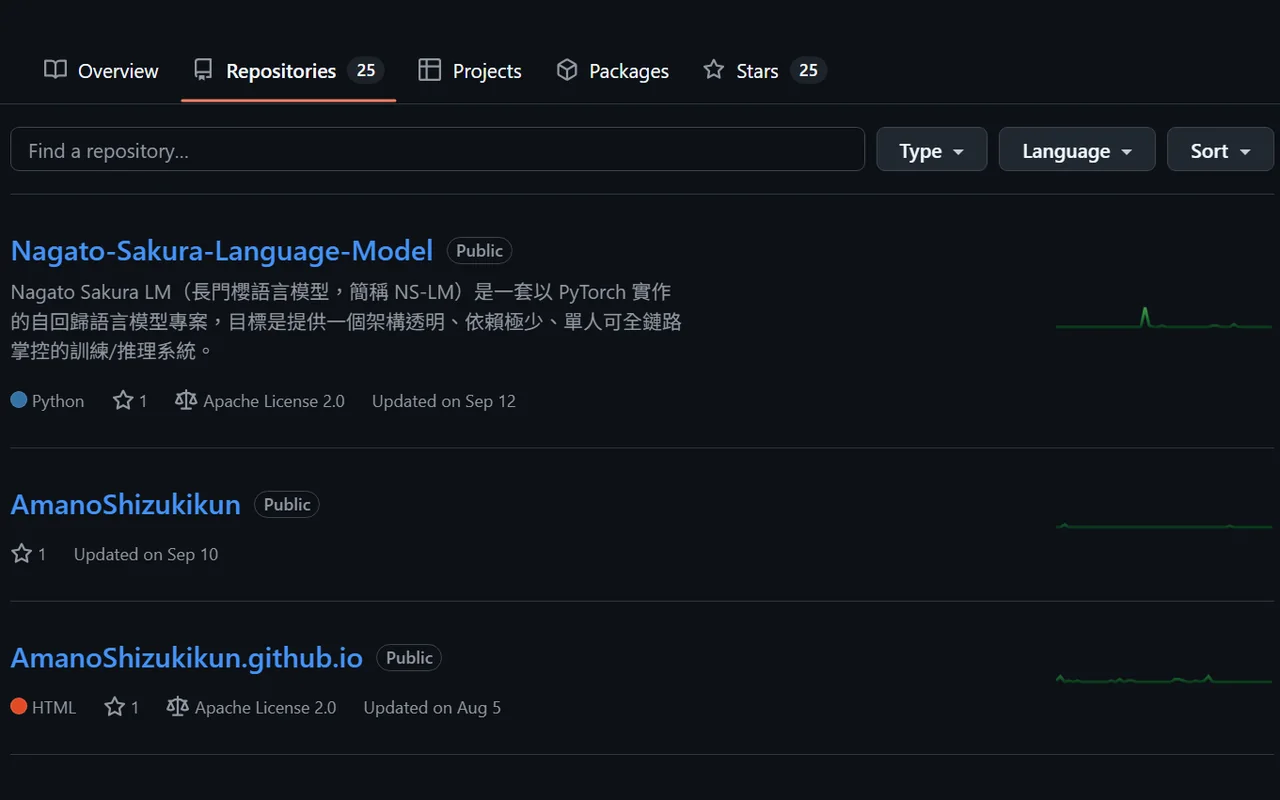 Overview Repositories 25 Projects Packages Stars 25
Find a repository... Type Language Sort
Nagato-Sakura-Language-Model Public
Nagato Sakura LM（長門櫻語言模型，簡稱 NS-LM）是一套以 PyTorch 實作
的自回歸語言模型專案，目標是提供一個架構透明、依賴極少、單人可全鏈路
掌控的訓練/推理系統。
Python 1 Apache License 2.0 Updated on Sep 12
AmanoShizukikun Public
1 Updated on Sep 10
AmanoShizukikun.github.io Public
HTML 1 Apache License 2.0 Updated on Aug 5